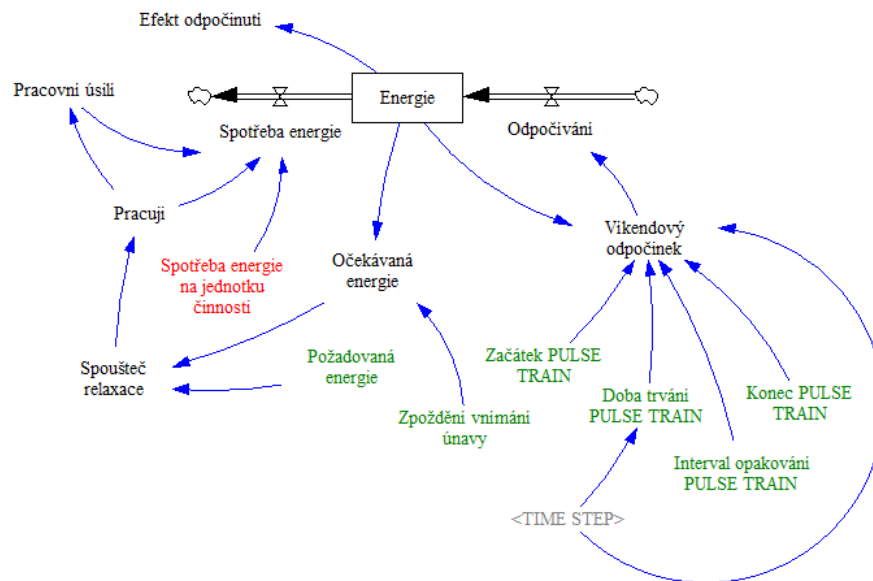 Efekt odpočinutí
Pracovní úsilí
Energie
Spotřeba energie
Odpočívání
Pracuji
Víkendový
odpočinek
Spotřeba energie
na jednotku
činnosti
Očekávaná
energie
Spoušteč
relaxace
Požadovaná
energie
Začátek PULSE
TRAIN
Zpoždění vnímání
únavy
Doba trvání
PULSE TRAIN
Konec PULSE
TRAIN
Interval opakování
PULSE TRAIN
<TIME STEP>